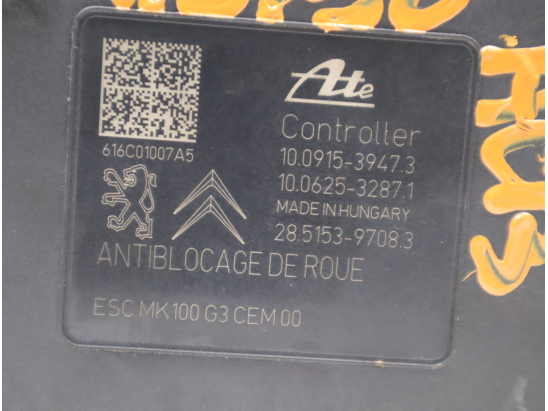 Ate
Controller
616C01007A5
10.0915-3947.3
10.0625-3287.1
MADE IN HUNGARY
28.5153-9708.3
ANTIBLOCAGE DE ROUE
ESC MK100 G3 CEM 00